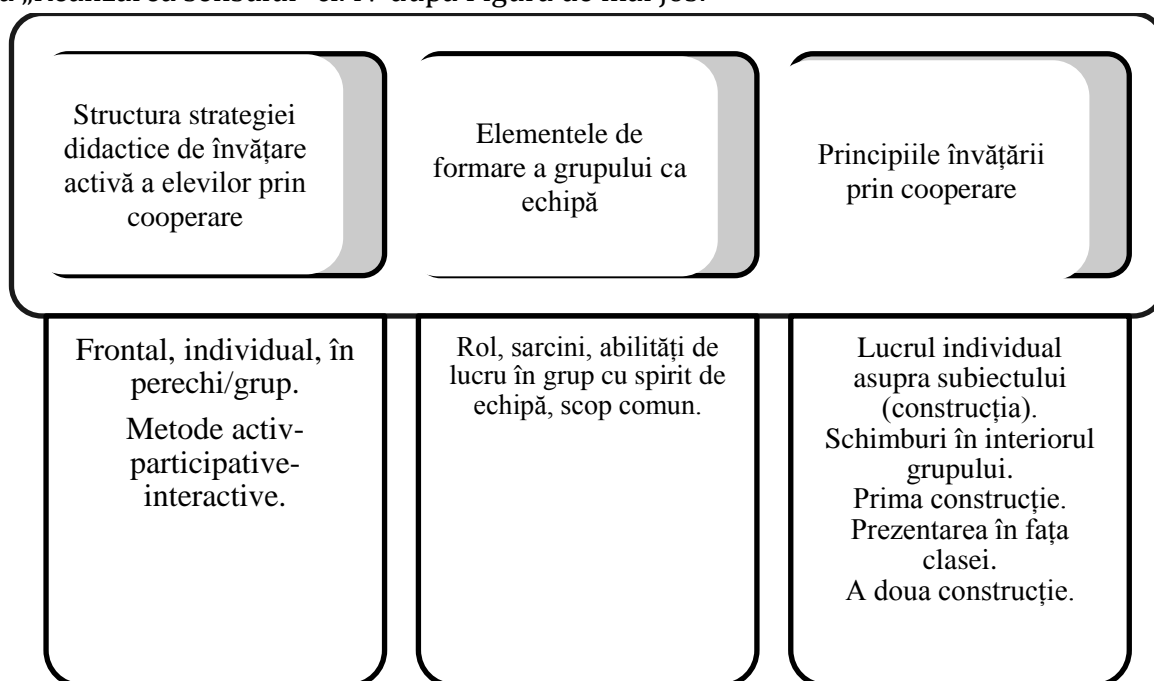 Structura strategiei
didactice de învățare
activă a elevilor prin
cooperare
Elementele de
formare a grupului ca
echipă
Principiile învățării
prin cooperare
Frontal, individual, în
perechi/grup.
Metode activ-
participative-
interactive.
Rol, sarcini, abilități de
lucru în grup cu spirit de
echipă, scop comun.
Lucrul individual
asupra subiectului
(construcția).
Schimburi în interiorul
grupului.
Prima construcție.
Prezentarea în fața
clasei.
A doua construcție.